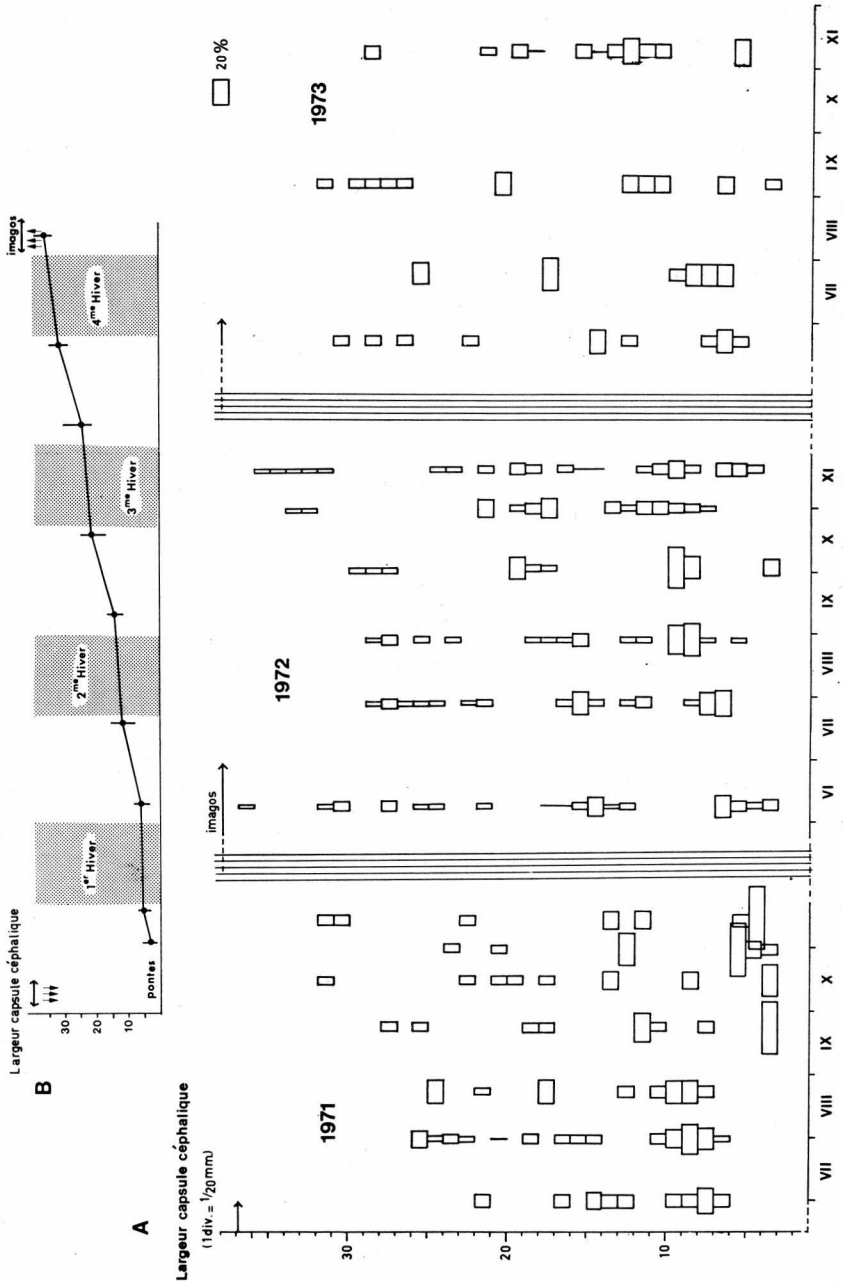 B
Largeur capsule céphalique
30
20
10
pontes
1er Hiver
2me Hiver
3me Hiver
4me Hiver
imagos
A
Largeur capsule céphalique
(1 div. = 1/20 mm)
30
20
10
1971
imagos
1972
1973
20 %
VII
VIII
IX
X
VI
VII
VIII
IX
X
XI
VII
VIII
IX
X
XI